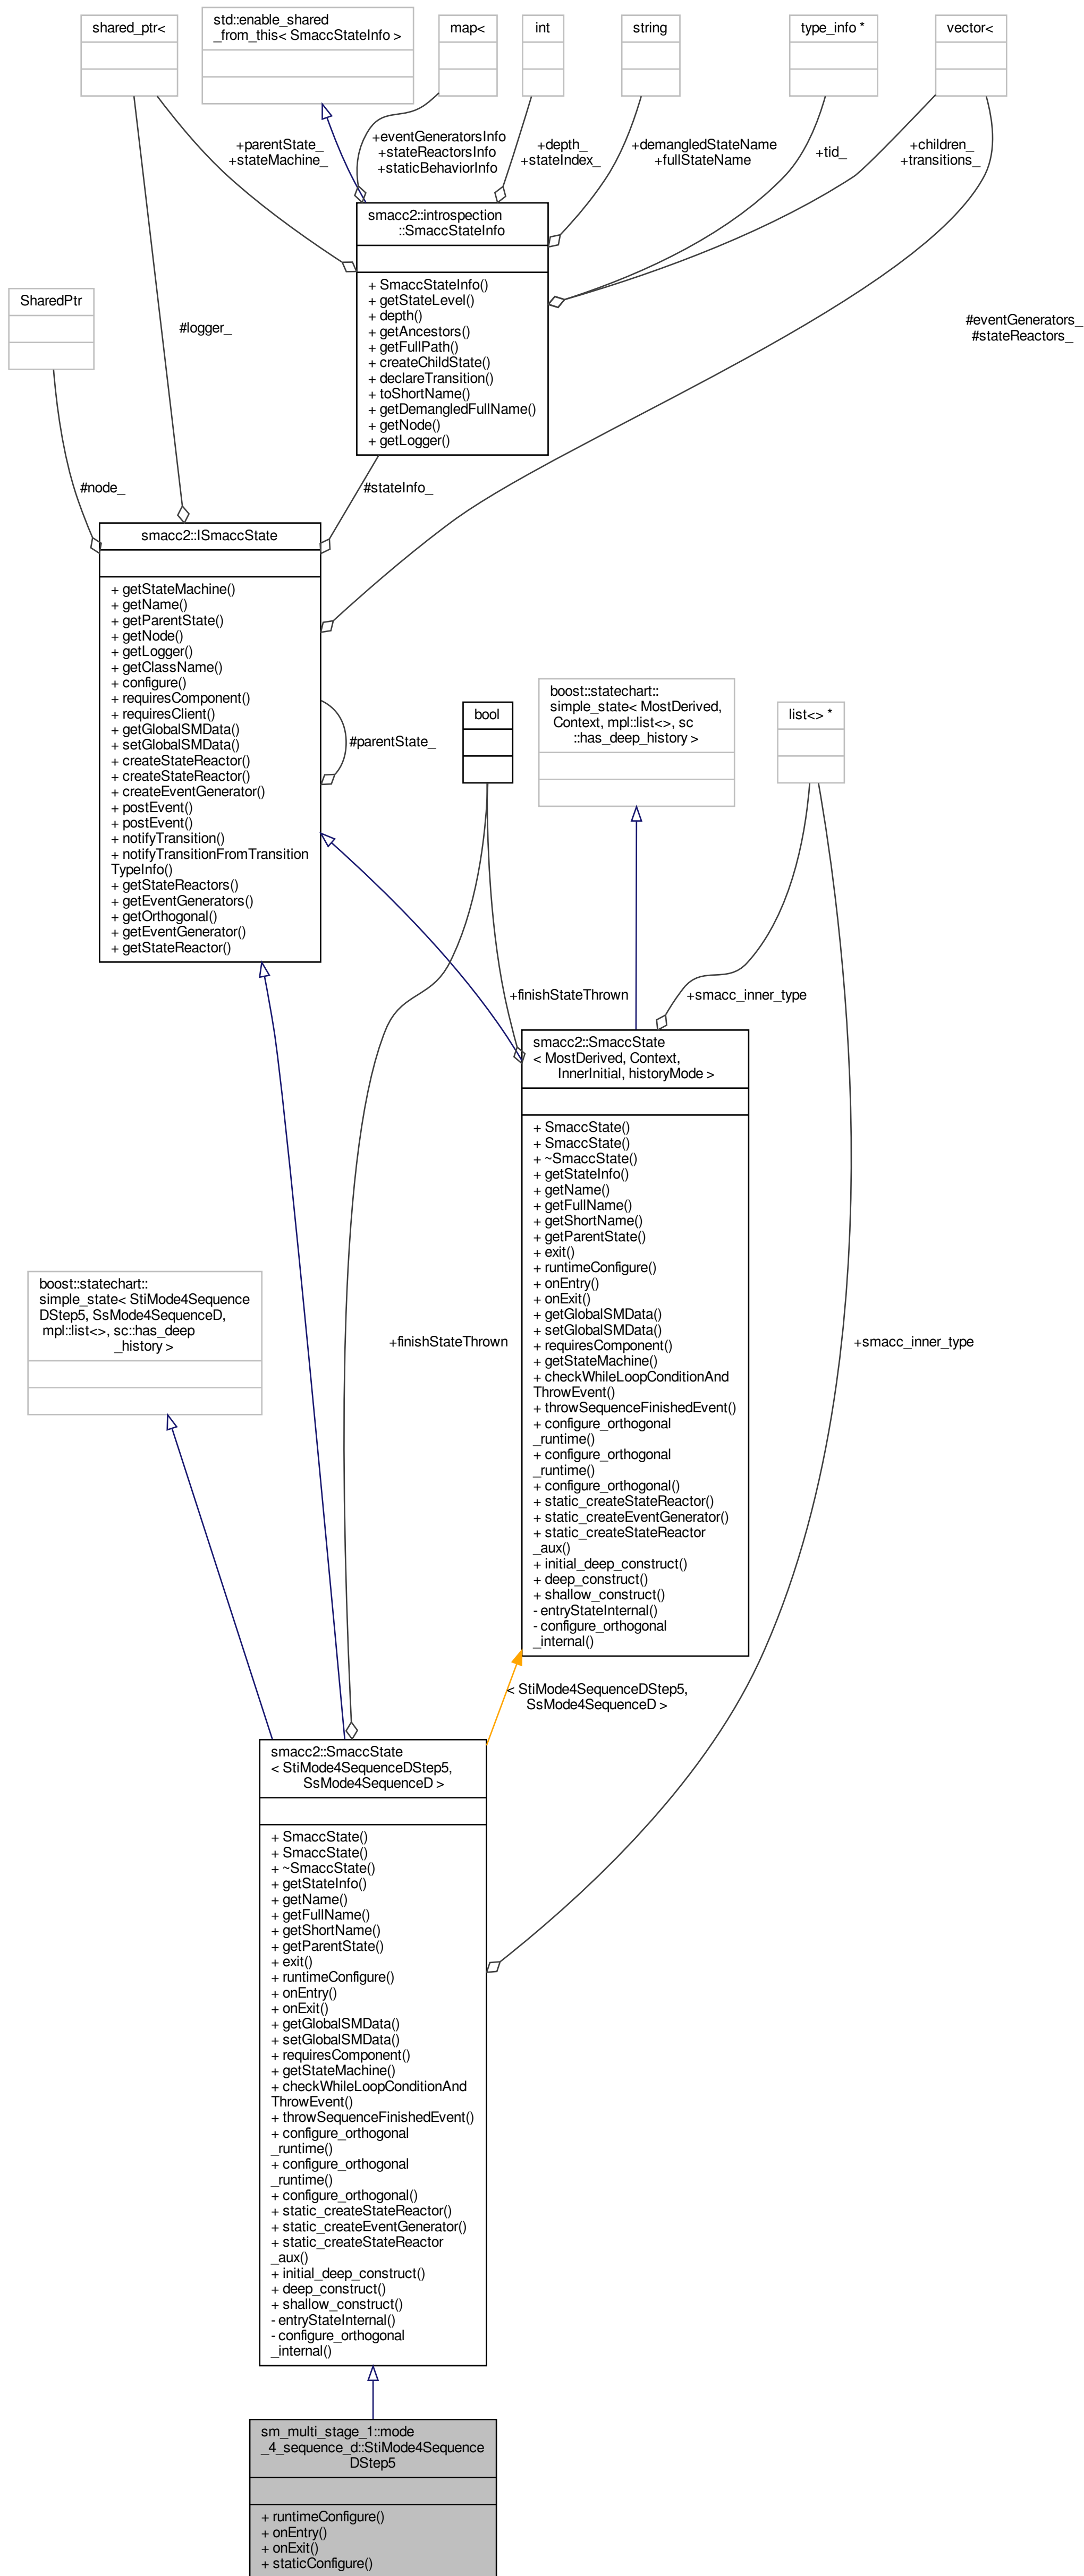 shared_ptr<
std::enable_shared
_from_this< SmaccStateInfo >
map<
int
string
type_info *
vector<
+parentState_
+stateMachine_
+eventGeneratorsInfo
+stateReactorsInfo
+staticBehaviorInfo
+depth_
+stateIndex_
+demangledStateName
+fullStateName
+tid_
+children_
+transitions_
smacc2::introspection
::SmaccStateInfo
+ SmaccStateInfo()
+ getStateLevel()
+ depth()
+ getAncestors()
+ getFullPath()
+ createChildState()
+ declareTransition()
+ toShortName()
+ getDemangledFullName()
+ getNode()
+ getLogger()
SharedPtr
#logger_
#eventGenerators_
#stateReactors_
#node_
#stateInfo_
smacc2::ISmaccState
+ getStateMachine()
+ getName()
+ getParentState()
+ getNode()
+ getLogger()
+ getClassName()
+ configure()
+ requiresComponent()
+ requiresClient()
+ getGlobalSMData()
+ setGlobalSMData()
+ createStateReactor()
+ createStateReactor()
+ createEventGenerator()
+ postEvent()
+ postEvent()
+ notifyTransition()
+ notifyTransitionFromTransition
TypeInfo()
+ getStateReactors()
+ getEventGenerators()
+ getOrthogonal()
+ getEventGenerator()
+ getStateReactor()
#parentState_
bool
boost::statechart::
simple_state< MostDerived,
Context, mpl::list<>, sc
::has_deep_history >
list<> *
+finishStateThrown
+smacc_inner_type
smacc2::SmaccState
< MostDerived, Context,
InnerInitial, historyMode >
+ SmaccState()
+ SmaccState()
+ ~SmaccState()
+ getStateInfo()
+ getName()
+ getFullName()
+ getShortName()
+ getParentState()
+ exit()
+ runtimeConfigure()
+ onEntry()
+ onExit()
+ getGlobalSMData()
+ setGlobalSMData()
+ requiresComponent()
+ getStateMachine()
+ checkWhileLoopConditionAnd
ThrowEvent()
+ throwSequenceFinishedEvent()
+ configure_orthogonal
_runtime()
+ configure_orthogonal
_runtime()
+ configure_orthogonal()
+ static_createStateReactor()
+ static_createEventGenerator()
+ static_createStateReactor
_aux()
+ initial_deep_construct()
+ deep_construct()
+ shallow_construct()
- entryStateInternal()
- configure_orthogonal
_internal()
boost::statechart::
simple_state< StiMode4Sequence
DStep5, SsMode4SequenceD,
mpl::list<>, sc::has_deep
_history >
+finishStateThrown
+smacc_inner_type
< StiMode4SequenceDStep5,
SsMode4SequenceD >
smacc2::SmaccState
< StiMode4SequenceDStep5,
SsMode4SequenceD >
+ SmaccState()
+ SmaccState()
+ ~SmaccState()
+ getStateInfo()
+ getName()
+ getFullName()
+ getShortName()
+ getParentState()
+ exit()
+ runtimeConfigure()
+ onEntry()
+ onExit()
+ getGlobalSMData()
+ setGlobalSMData()
+ requiresComponent()
+ getStateMachine()
+ checkWhileLoopConditionAnd
ThrowEvent()
+ throwSequenceFinishedEvent()
+ configure_orthogonal
_runtime()
+ configure_orthogonal
_runtime()
+ configure_orthogonal()
+ static_createStateReactor()
+ static_createEventGenerator()
+ static_createStateReactor
_aux()
+ initial_deep_construct()
+ deep_construct()
+ shallow_construct()
- entryStateInternal()
- configure_orthogonal
_internal()
sm_multi_stage_1::mode
_4_sequence_d::StiMode4Sequence
DStep5
+ runtimeConfigure()
+ onEntry()
+ onExit()
+ staticConfigure()